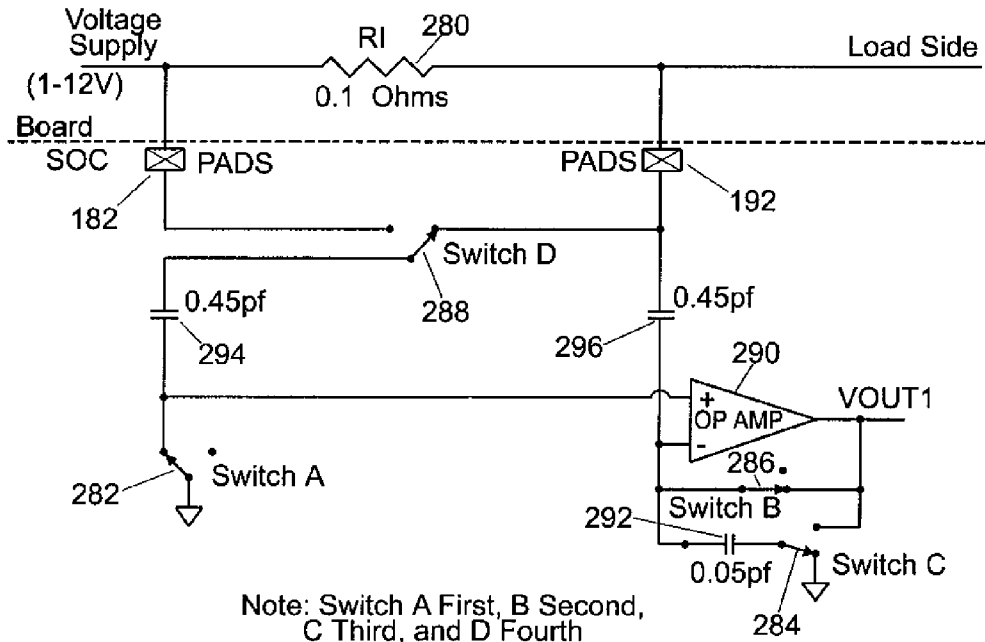 Voltage
Supply
(1-12V)
RI
280
0.1 Ohms
Load Side
Board
SOC
PADS
PADS
182
192
Switch D
288
0.45pf
294
0.45pf
296
290
+
OP AMP
-
VOUT1
282
Switch A
286
Switch B
292
0.05pf
Switch C
284
Note: Switch A First, B Second,
C Third, and D Fourth